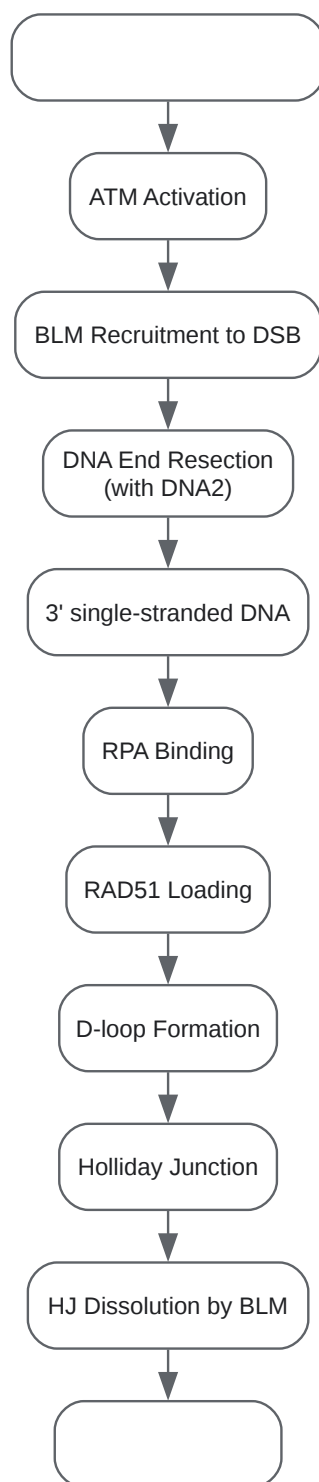 ATM Activation
BLM Recruitment to DSB
DNA End Resection
(with DNA2)
3' single-stranded DNA
RPA Binding
RAD51 Loading
D-loop Formation
Holliday Junction
HJ Dissolution by BLM